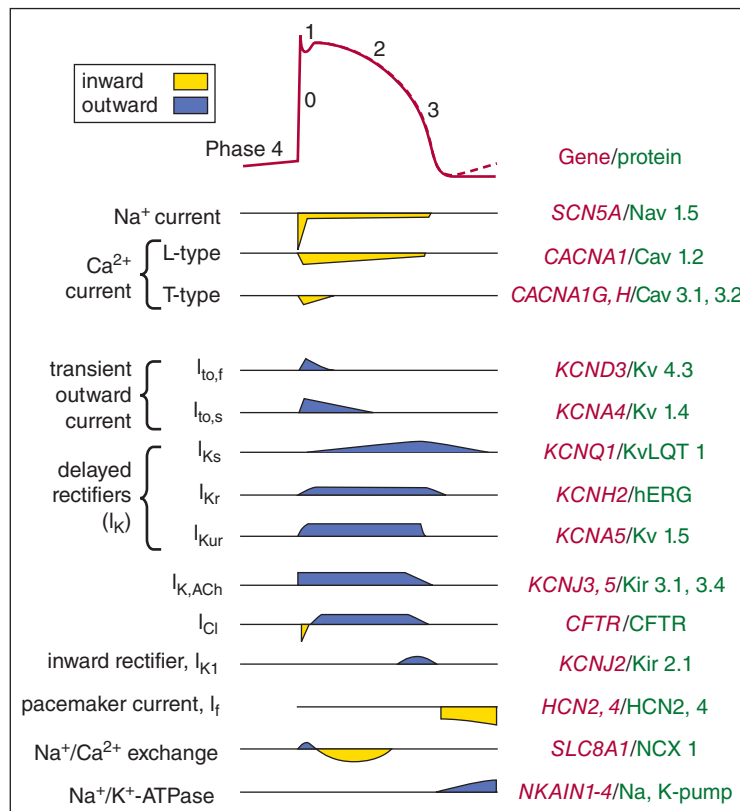 1
2
inward
outward
0
3
Phase 4
Gene/protein
Na+ current
SCN5A/Nav 1.5
Ca2+ current
L-type
CACNA1/Cav 1.2
T-type
CACNA1G, H/Cav 3.1, 3.2
transient
outward
current
Ito,f
KCND3/Kv 4.3
Ito,s
KCNA4/Kv 1.4
delayed
rectifiers
(IK)
IKs
KCNQ1/KvLQT 1
IKr
KCNH2/hERG
IKur
KCNA5/Kv 1.5
IK,ACh
KCNJ3, 5/Kir 3.1, 3.4
ICl
CFTR/CFTR
inward rectifier, IK1
KCNJ2/Kir 2.1
pacemaker current, If
HCN2, 4/HCN2, 4
Na+/Ca2+ exchange
SLC8A1/NCX 1
Na+/K+-ATPase
NKAIN1-4/Na, K-pump